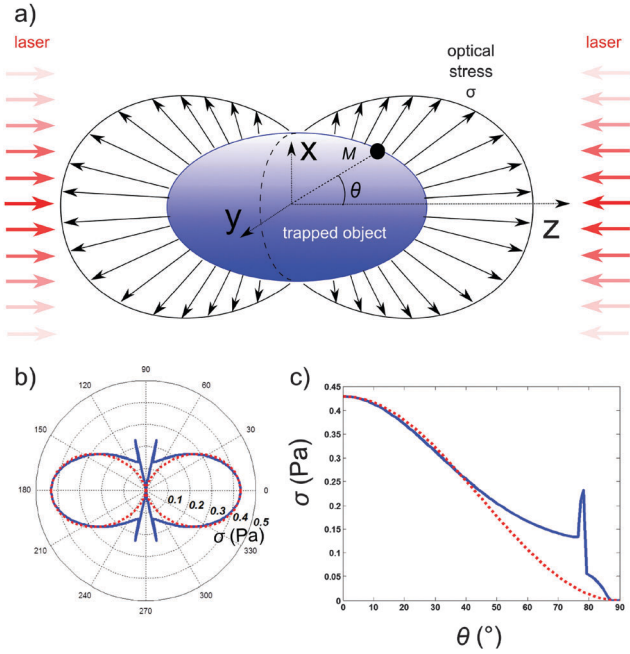 a)
laser
laser
optical
stress
σ
X
M
θ
y
trapped object
Z
b)
90
120
60
150
30
180
0
0.1
0.2
0.3
0.4
0.5
σ (Pa)
210
330
240
300
270
c)
0.45
0.4
0.35
0.3
0.25
0.2
0.15
0.1
0.05
0
σ (Pa)
0 10 20 30 40 50 60 70 80 90
θ (°)